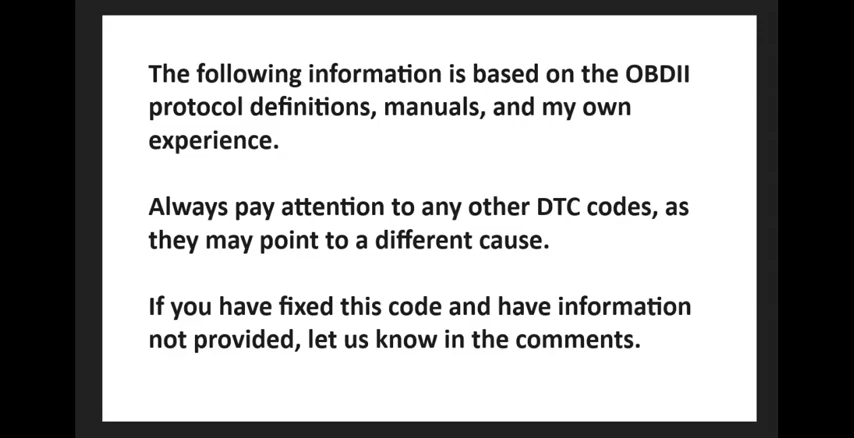 The following information is based on the OBDII
protocol definitions, manuals, and my own
experience.
Always pay attention to any other DTC codes, as
they may point to a different cause.
If you have fixed this code and have information
not provided, let us know in the comments.